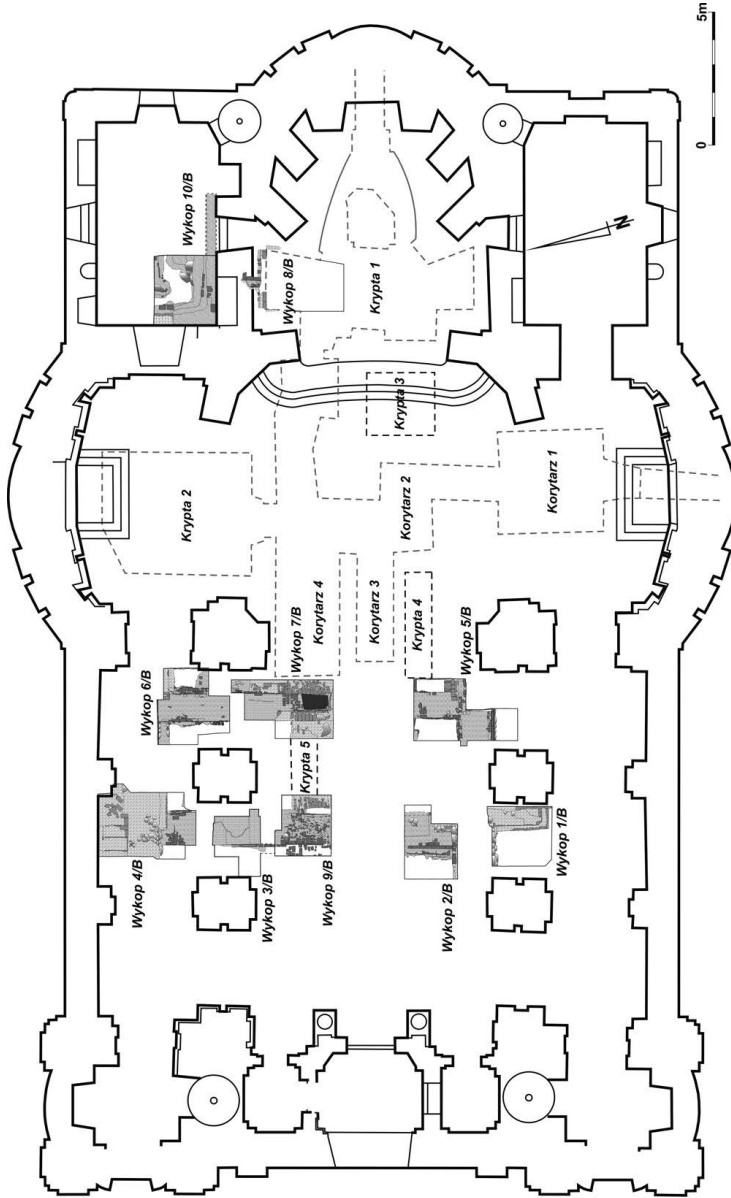 5m
0
N
Wykop 10/B
Wykop 8/B
Krypta 1
Krypta 3
Krypta 2
Korytarz 2
Korytarz 1
Korytarz 4
Korytarz 3
Krypta 4
Wykop 7/B
Wykop 5/B
Wykop 6/B
Krypta 5
Wykop 4/B
Wykop 3/B
Wykop 9/B
Wykop 2/B
Wykop 1/B